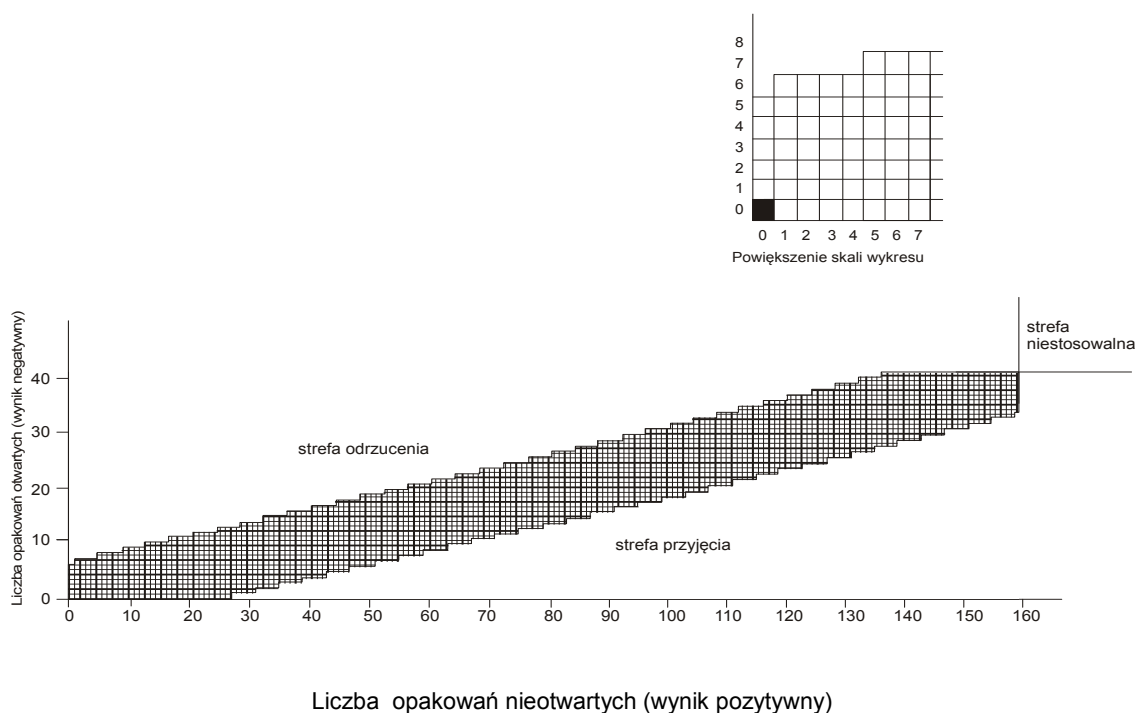 8
7
6
5
4
3
2
1
0
0 1 2 3 4 5 6 7
Powiększenie skali wykresu
Liczba opakowań otwartych (wynik negatywny)
strefa
niestosowalna
40
30
20
10
0
strefa odrzucenia
strefa przyjęcia
0 10 20 30 40 50 60 70 80 90 100 110 120 130 140 150 160
Liczba opakowań nieotwartych (wynik pozytywny)